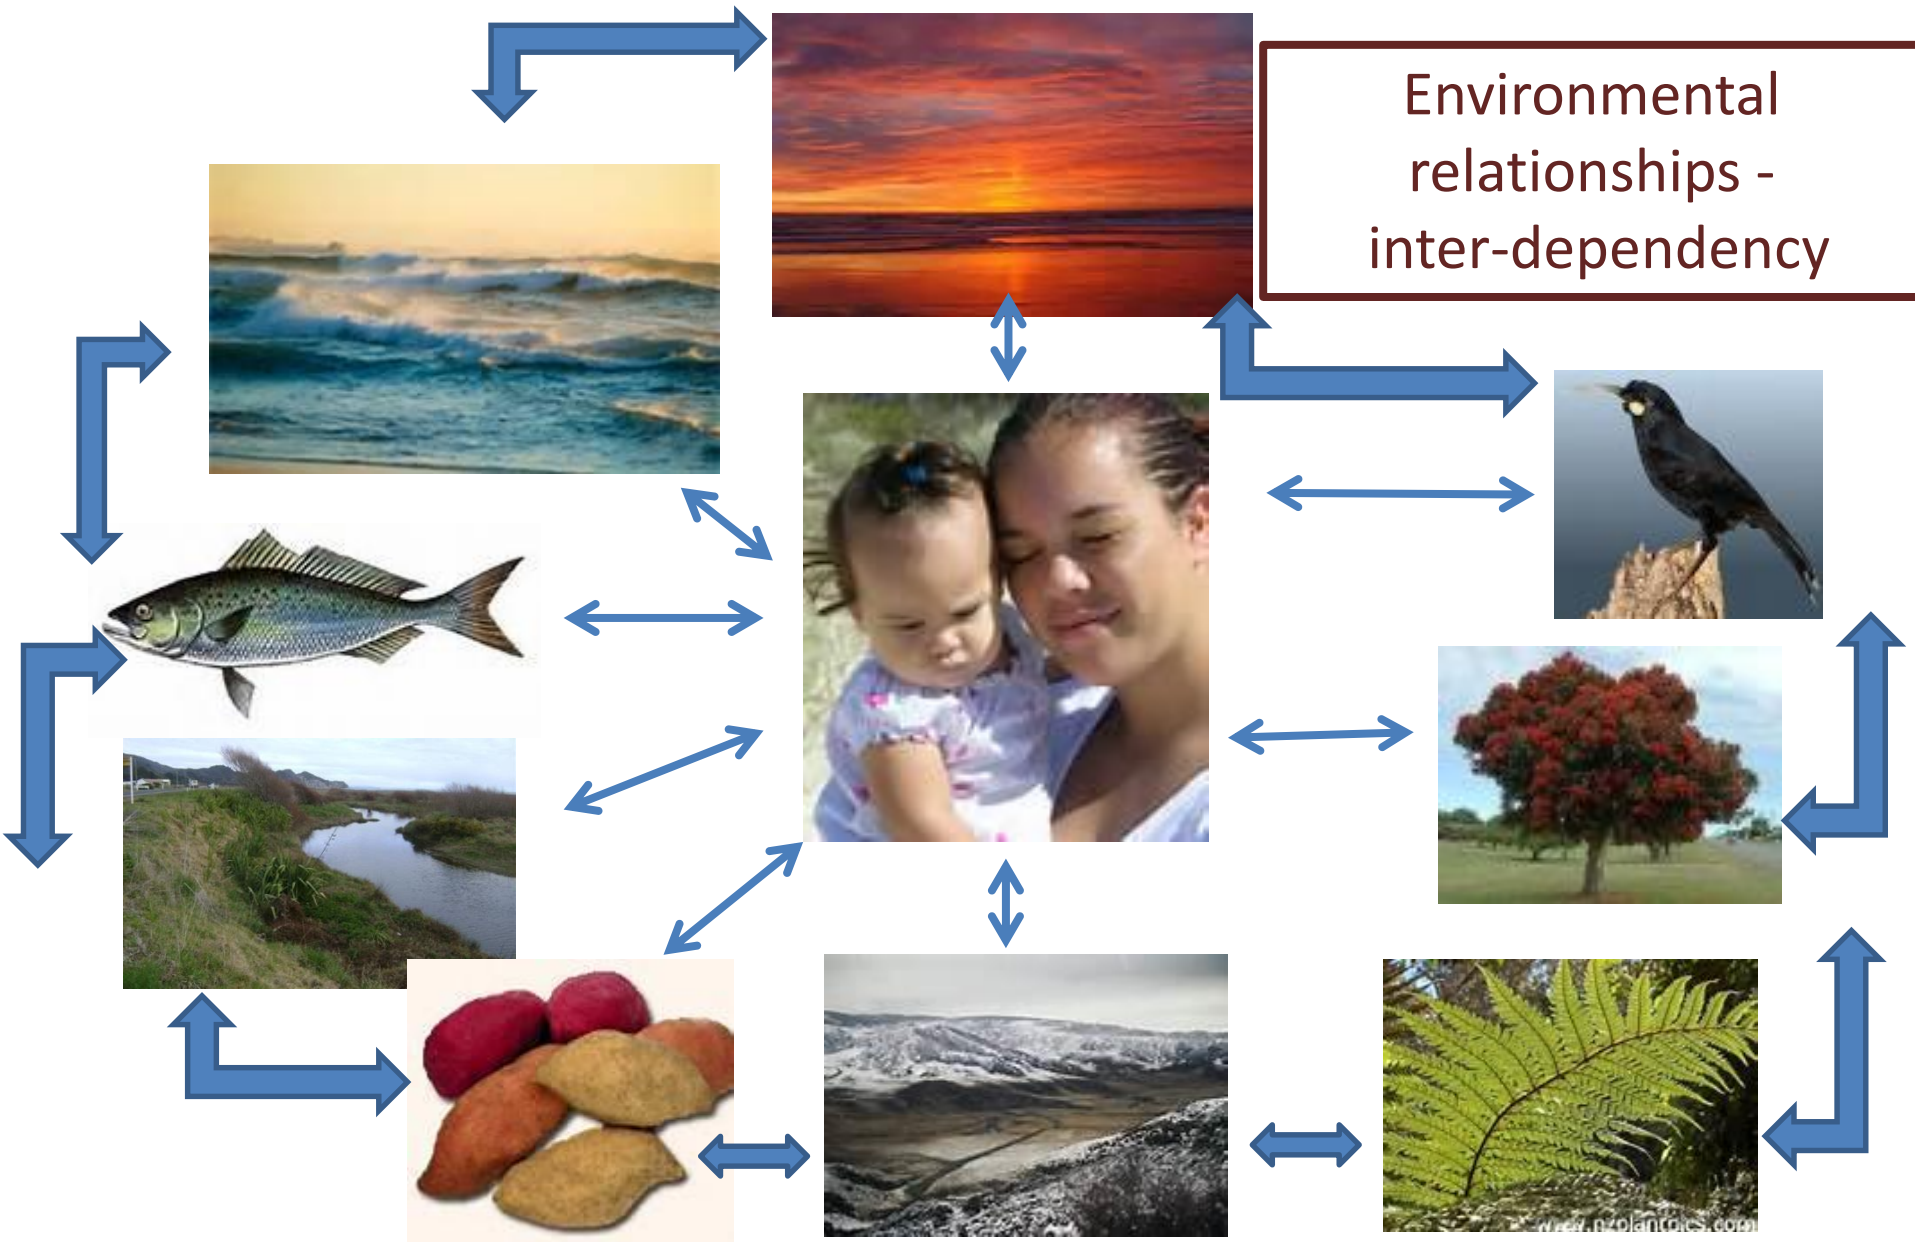 Environmental
relationships -
inter-dependency
www.nzplantpics.com